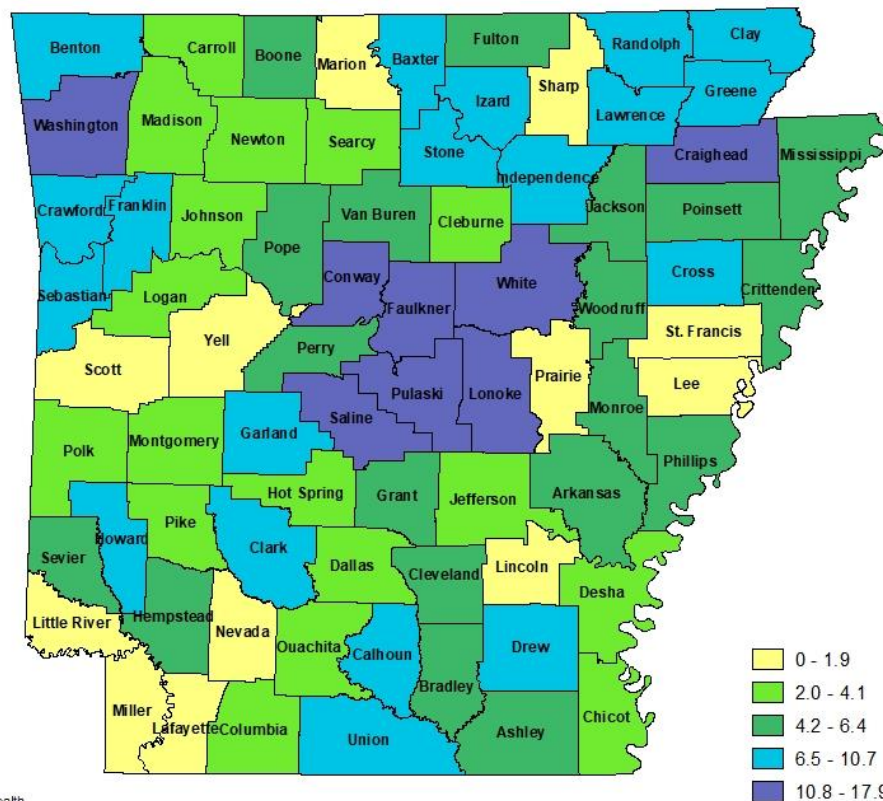 Benton
Carroll
Boone
Marion
Baxter
Fulton
Sharp
Randolph
Clay
Izard
Lawrence
Greene
Washington
Madison
Newton
Searcy
Stone
Independence
Craighead
Mississippi
Crawford
Franklin
Johnson
Pope
Van Buren
Cleburne
Jackson
Poinsett
Sebastian
Logan
Conway
Faulkner
White
Woodruff
Cross
Crittenden
Scott
Yell
Perry
Pulaski
Lonoke
Prairie
St. Francis
Lee
Monroe
Polk
Montgomery
Garland
Saline
Phillips
Hot Spring
Grant
Jefferson
Arkansas
Sevier
Howard
Pike
Clark
Dallas
Cleveland
Lincoln
Desha
Little River
Hempstead
Nevada
Ouachita
Calhoun
Bradley
Drew
Miller
Lafayette
Columbia
Union
Ashley
Chicot
0 - 1.9
2.0 - 4.1
4.2 - 6.4
6.5 - 10.7
10.8 - 17.9